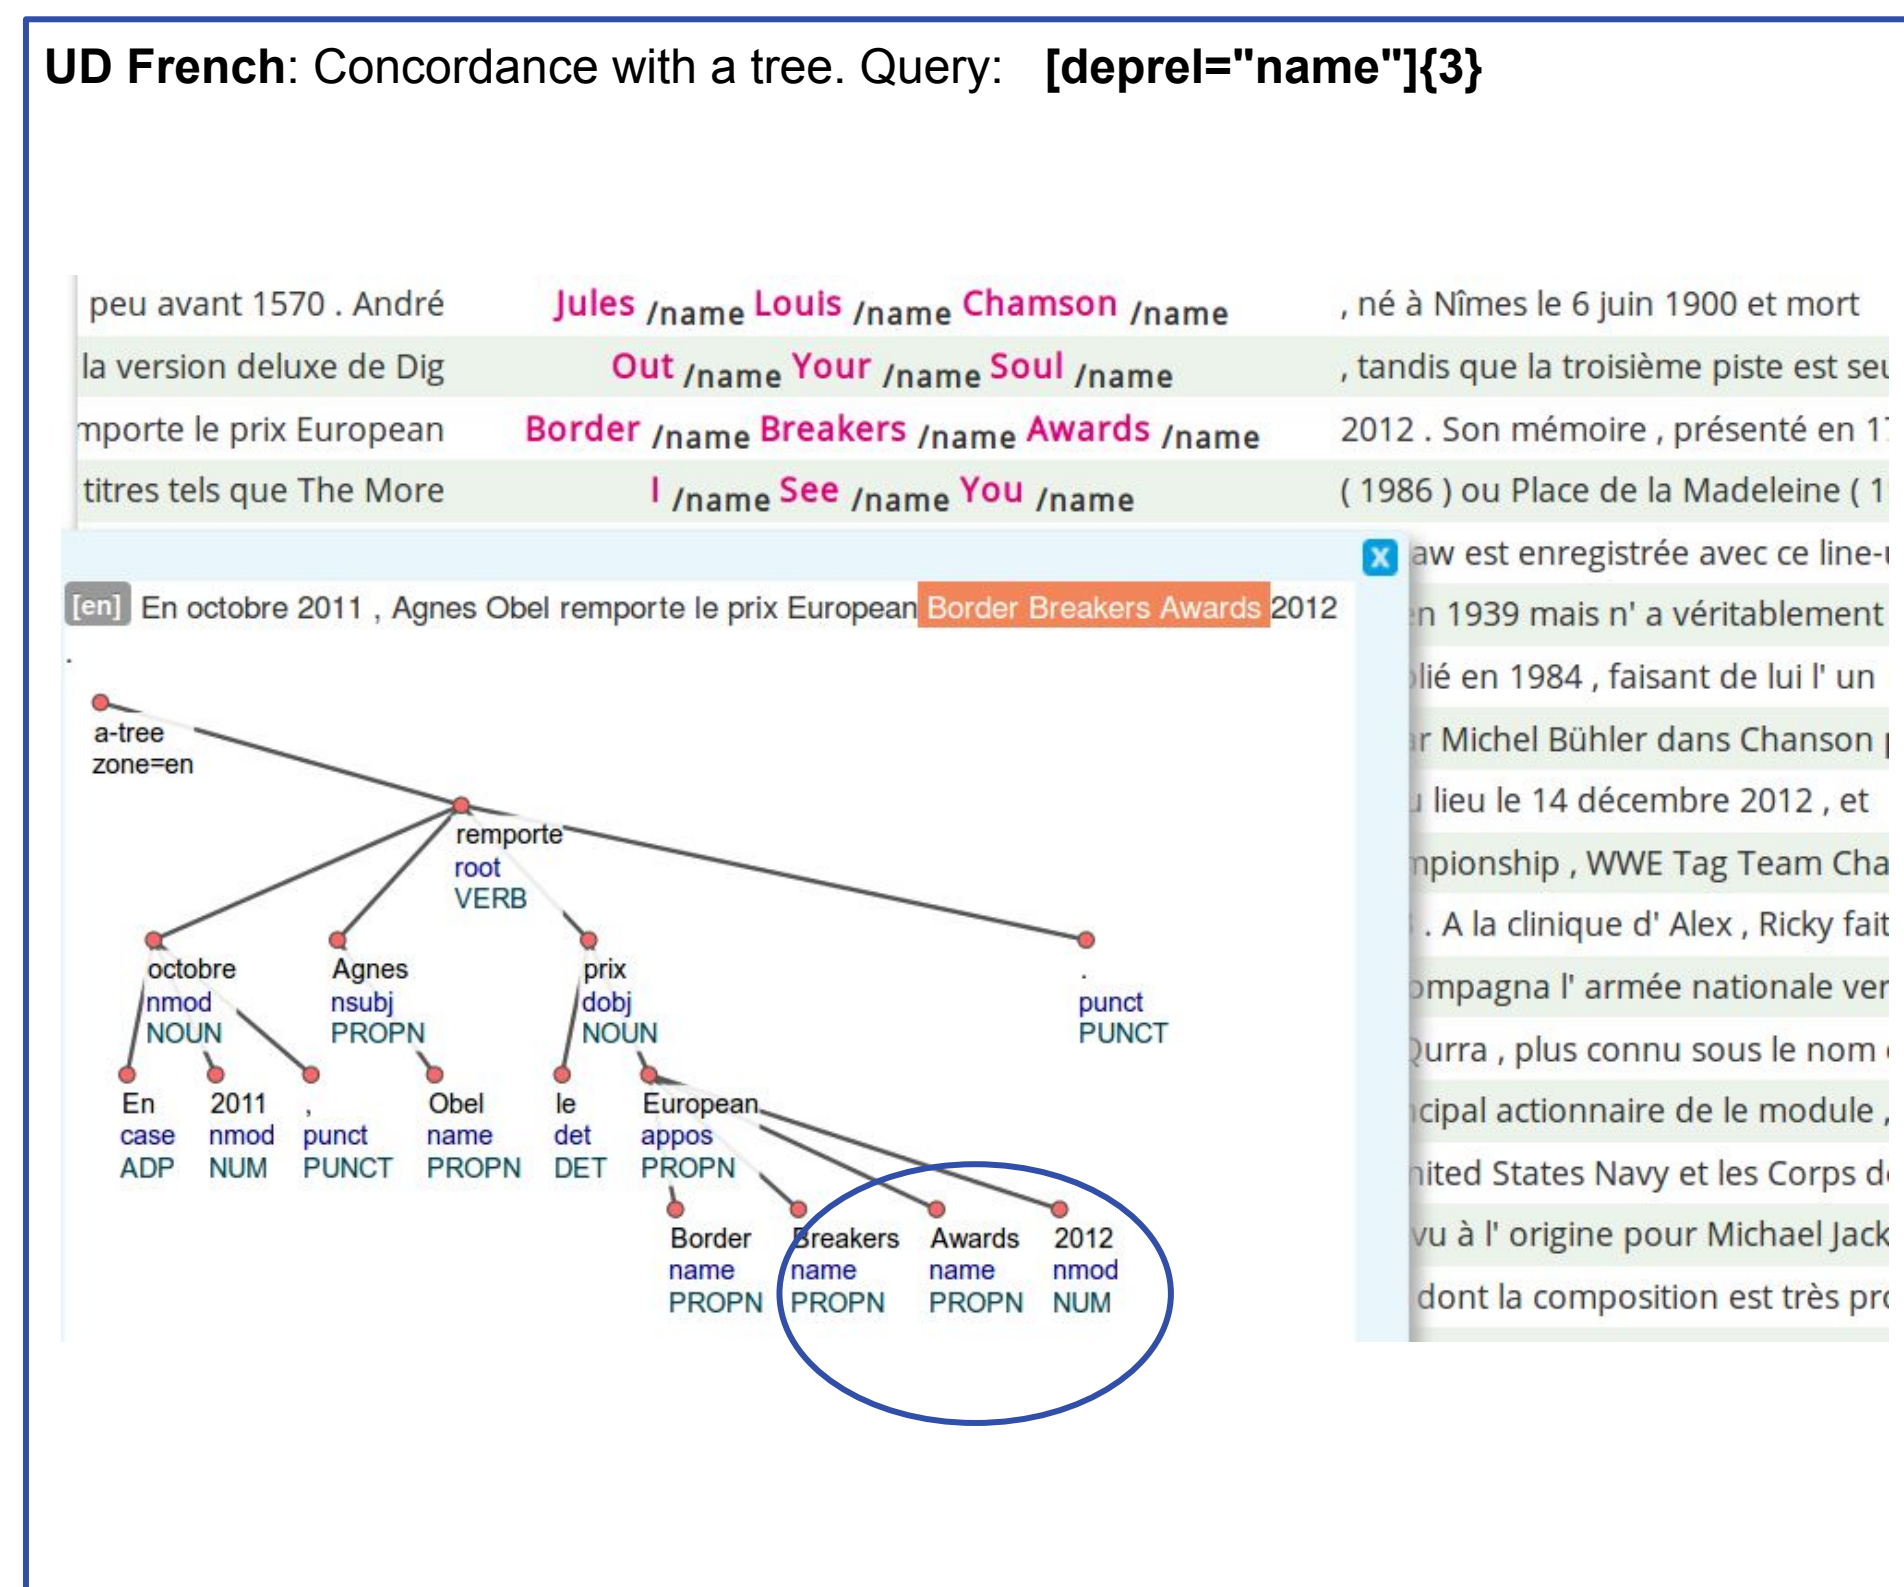 UD French: Concordance with a tree. Query: [deprel="name"]{3}
peu avant 1570 . André Jules /name Louis /name Chamson /name , né à Nîmes le 6 juin 1900 et mort
la version deluxe de Dig Out /name Your /name Soul /name , tandis que la troisième piste est
le prix European Border /name Breakers /name Awards /name 2012 . Son mémoire , présenté en
titres tels que The More I /name See /name You /name ( 1986 ) ou Place de la Madeleine (
est enregistrée avec ce
1939 mais n' a véritablement
en 1984 , faisant de lui l' un
Michel Bühler dans Chanson
lieu le 14 décembre 2012 , et
, WWE Tag Team
. A la clinique d' Alex , Ricky fait
l' armée nationale
, plus connu sous le nom
actionnaire de le module ,
States Navy et les Corps
à l' origine pour Michael
dont la composition est très
X
[en] En octobre 2011 , Agnes Obel remporte le prix European Border Breakers Awards 2012
.
a-tree
zone=en
remporte
root
VERB
octobre Agnes prix .
nmod nsubj dobj punct
NOUN PROPN NOUN PUNCT
En 2011 , Obel le European
case nmod punct name det appos
ADP NUM PUNCT PROPN DET PROPN
Border Breakers Awards 2012
name name name nmod
PROPN PROPN PROPN NUM